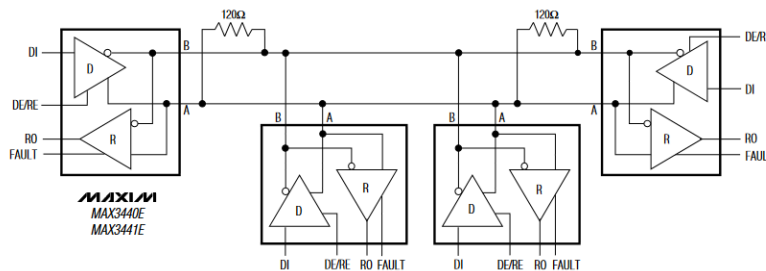 120Ω 120Ω
DI B B DE/R
D D
DI
DE/RE A A
B A B A
RO R R RO
FAULT FAUL
MAXIM
MAX3440E
MAX3441E
R R
D D
DI DE/RE RO FAULT DI DE/RE RO FAULT